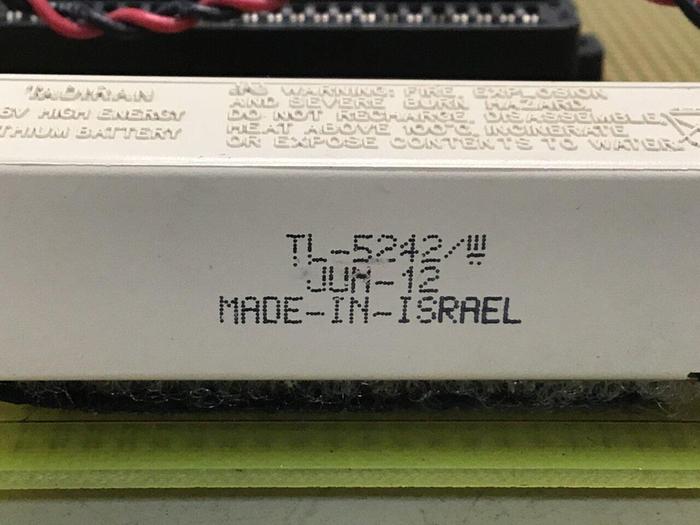 TADIRAN
6V HIGH ENERGY
THIUM BATTERY
WARNING: FIRE, EXPLOSION
AND SEVERE BURN HAZARD.
DO NOT RECHARGE, DISASSEMBLE,
HEAT ABOVE 100°C, INCINERATE
OR EXPOSE CONTENTS TO WATER.
TL-5242/
JUN-12
MADE-IN-ISRAEL